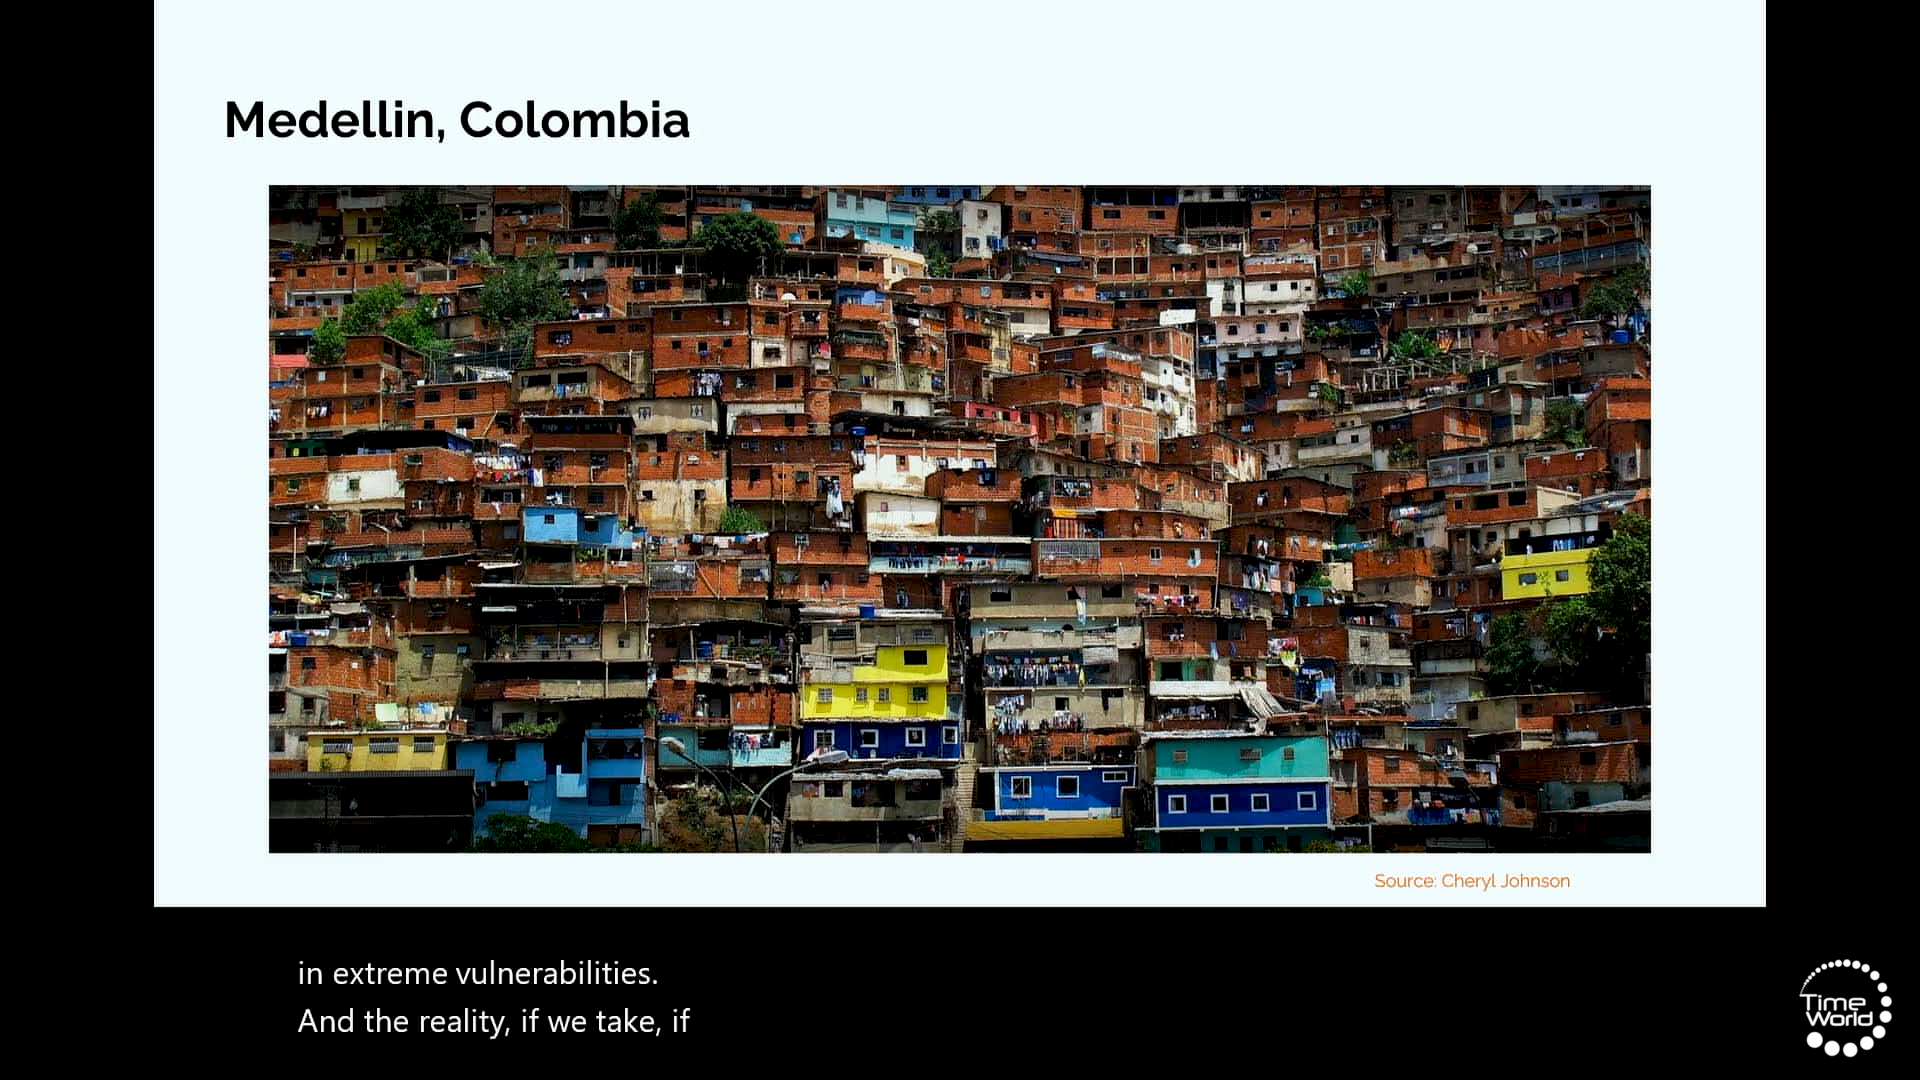 Medellin, Colombia
Source: Cheryl Johnson
in extreme vulnerabilities.
And the reality, if we take, if
Time
World